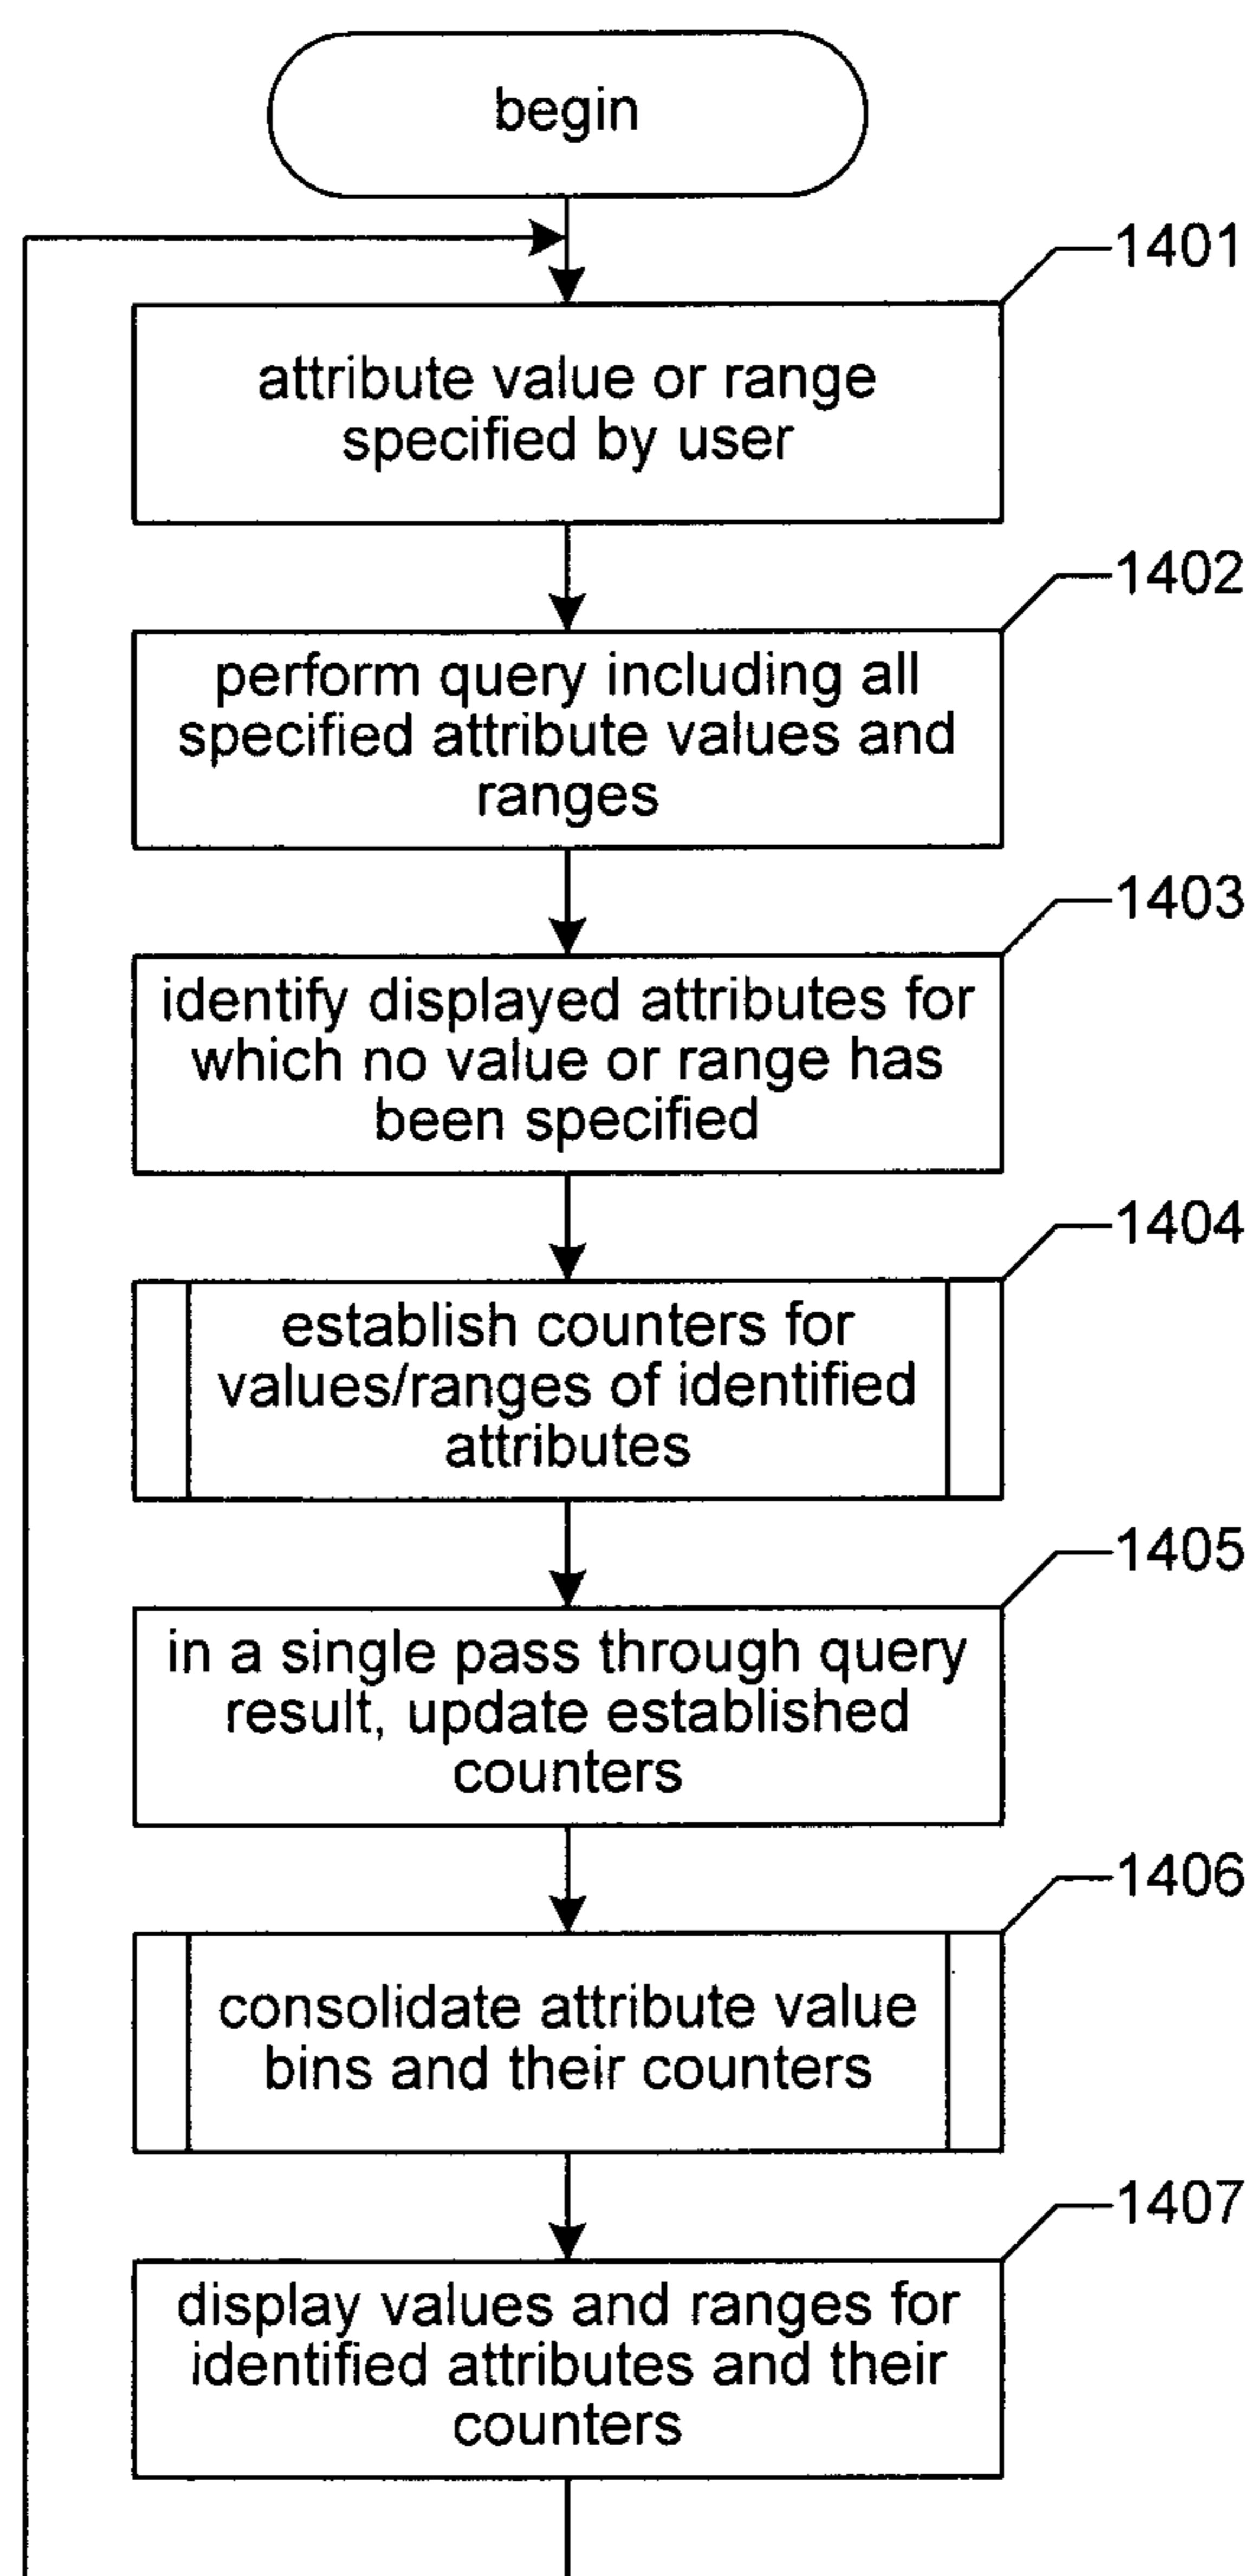 begin
1401
attribute value or range
specified by user
1402
perform query including all
specified attribute values and
ranges
1403
identify displayed attributes for
which no value or range has
been specified
1404
establish counters for
values/ranges of identified
attributes
1405
in a single pass through query
result, update established
counters
1406
consolidate attribute value
bins and their counters
1407
display values and ranges for
identified attributes and their
counters